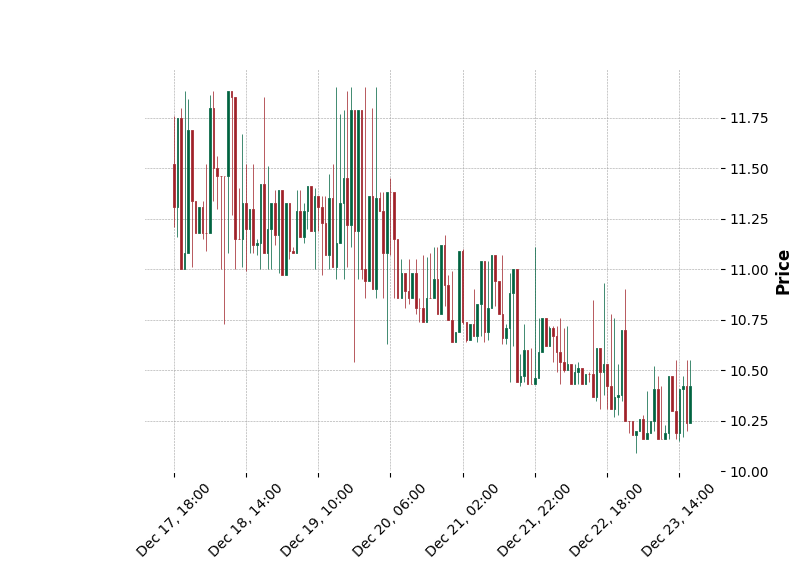 11.75
11.50
11.25
11.00
10.75
10.50
10.25
10.00
Price
Dec 17, 18:00
Dec 18, 14:00
Dec 19, 10:00
Dec 20, 06:00
Dec 21, 02:00
Dec 21, 22:00
Dec 22, 18:00
Dec 23, 14:00